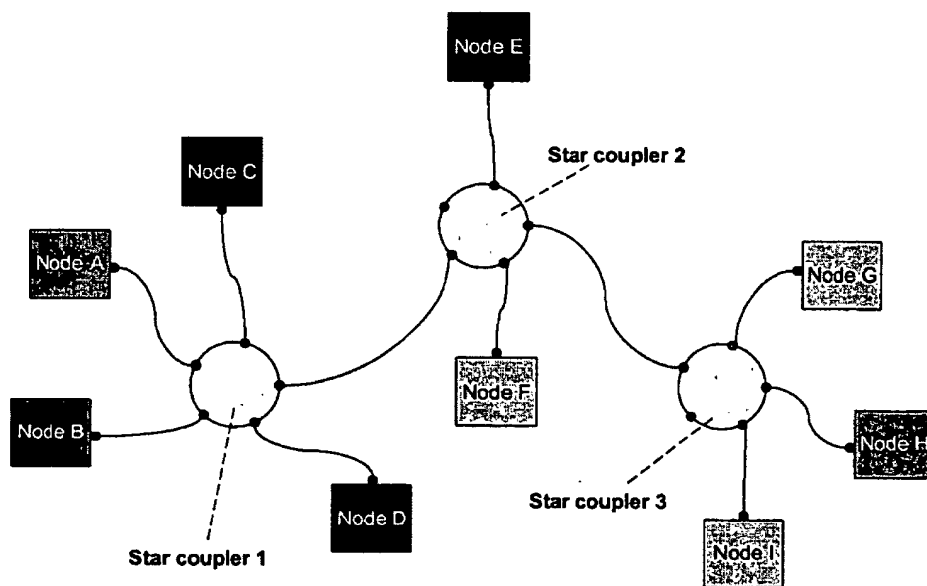 Node E
Star coupler 2
Node C
Node A
Node G
Node F
Node B
Node H
Star coupler 3
Node D
Node I
Star coupler 1